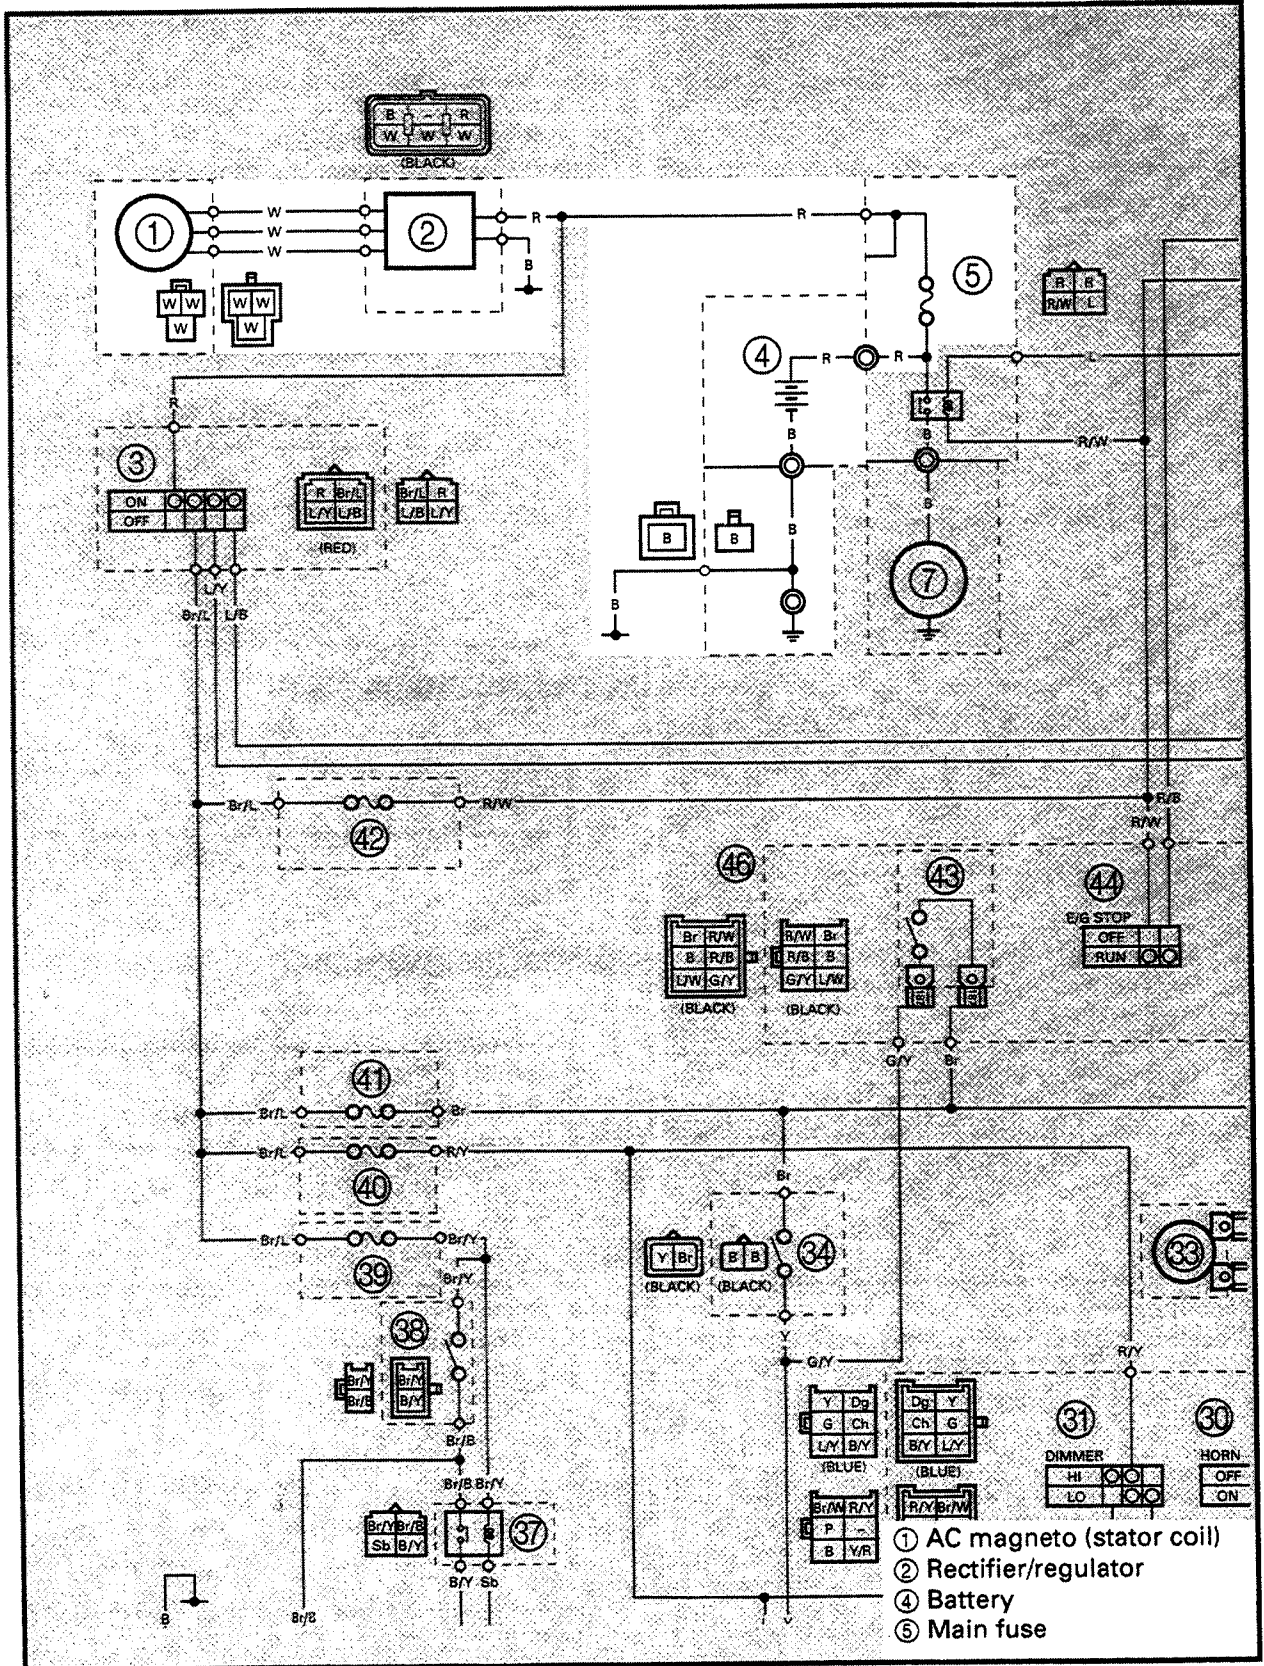 B – R
W W W
(BLACK)
① W R R
W ②
W B
⑤
W W W W
W W
R R
R/W L
④ R R L
R
B B R/W
③
ON
OFF
R Br/L Br/L R
L/Y L/B L/B L/Y
(RED)
B
B B B
B
⑦
L/Y
Br/L L/B
B
Br/L R/W R/B
㊷
R/W
㊻ ㊸ ㊹
E/G STOP
OFF
RUN
Br R/W R/W Br
B R/B R/B B
L/W G/Y G/Y L/W
(BLACK) (BLACK)
G/Y Br
㊶
Br/L Br
Br/L R/Y
㊵
Br
Br/L Br/Y
㊴
Br/Y
Y Br B B ㉞ ㉝
(BLACK) (BLACK)
㊳
Br/Y Br/Y
Br/B B/Y
Y
G/Y R/Y
Br/B
Y Dg Dg Y
G Ch Ch G
L/Y B/Y B/Y L/Y
(BLUE) (BLUE)
㉛ ㉚
DIMMER HORN
HI OFF
LO ON
Br/B Br/Y
Br/Y Br/B
Sb B/Y
㊲
B/Y Sb
Br/W R/Y R/Y Br/W
P –
B Y/R
B Br/B
① AC magneto (stator coil)
② Rectifier/regulator
④ Battery
⑤ Main fuse